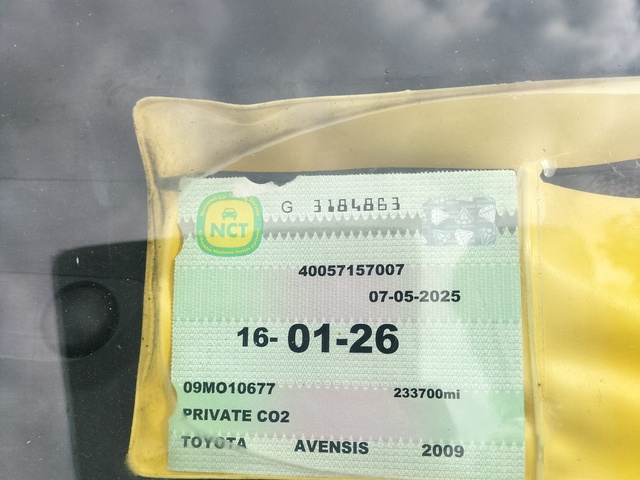 G 3184863
NCT
40057157007
07-05-2025
16-01-26
09MO10677 233700mi
PRIVATE CO2
TOYOTA AVENSIS 2009